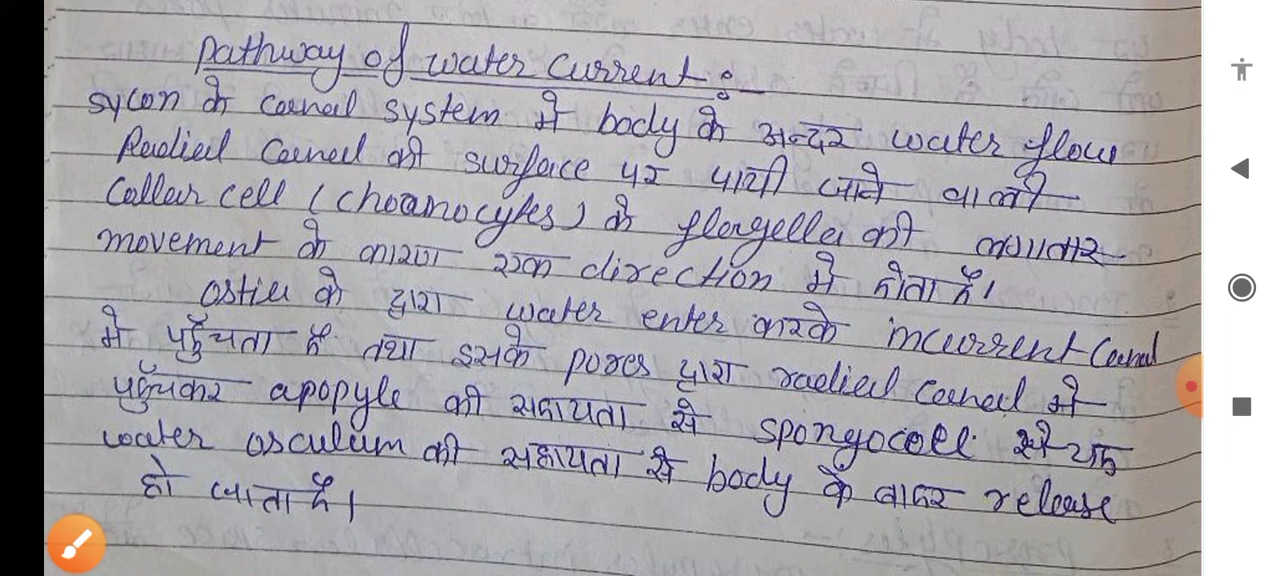 Pathway of water current :-
sycon के canal system में body के अन्दर water flow
Radial canal की surface पर पायी जाने वाली
Collar cell (choanocytes) के flagella की लगातार
movement के कारण एक direction में होता है।
ostia के द्वारा water enter करके incurrent canal
में पहुँचता है तथा इसके pores द्वारा radial canal में
पहुँचकर apopyle की सहायता से spongocoel
water osculum की सहायता से body के बाहर release
हो जाता है।